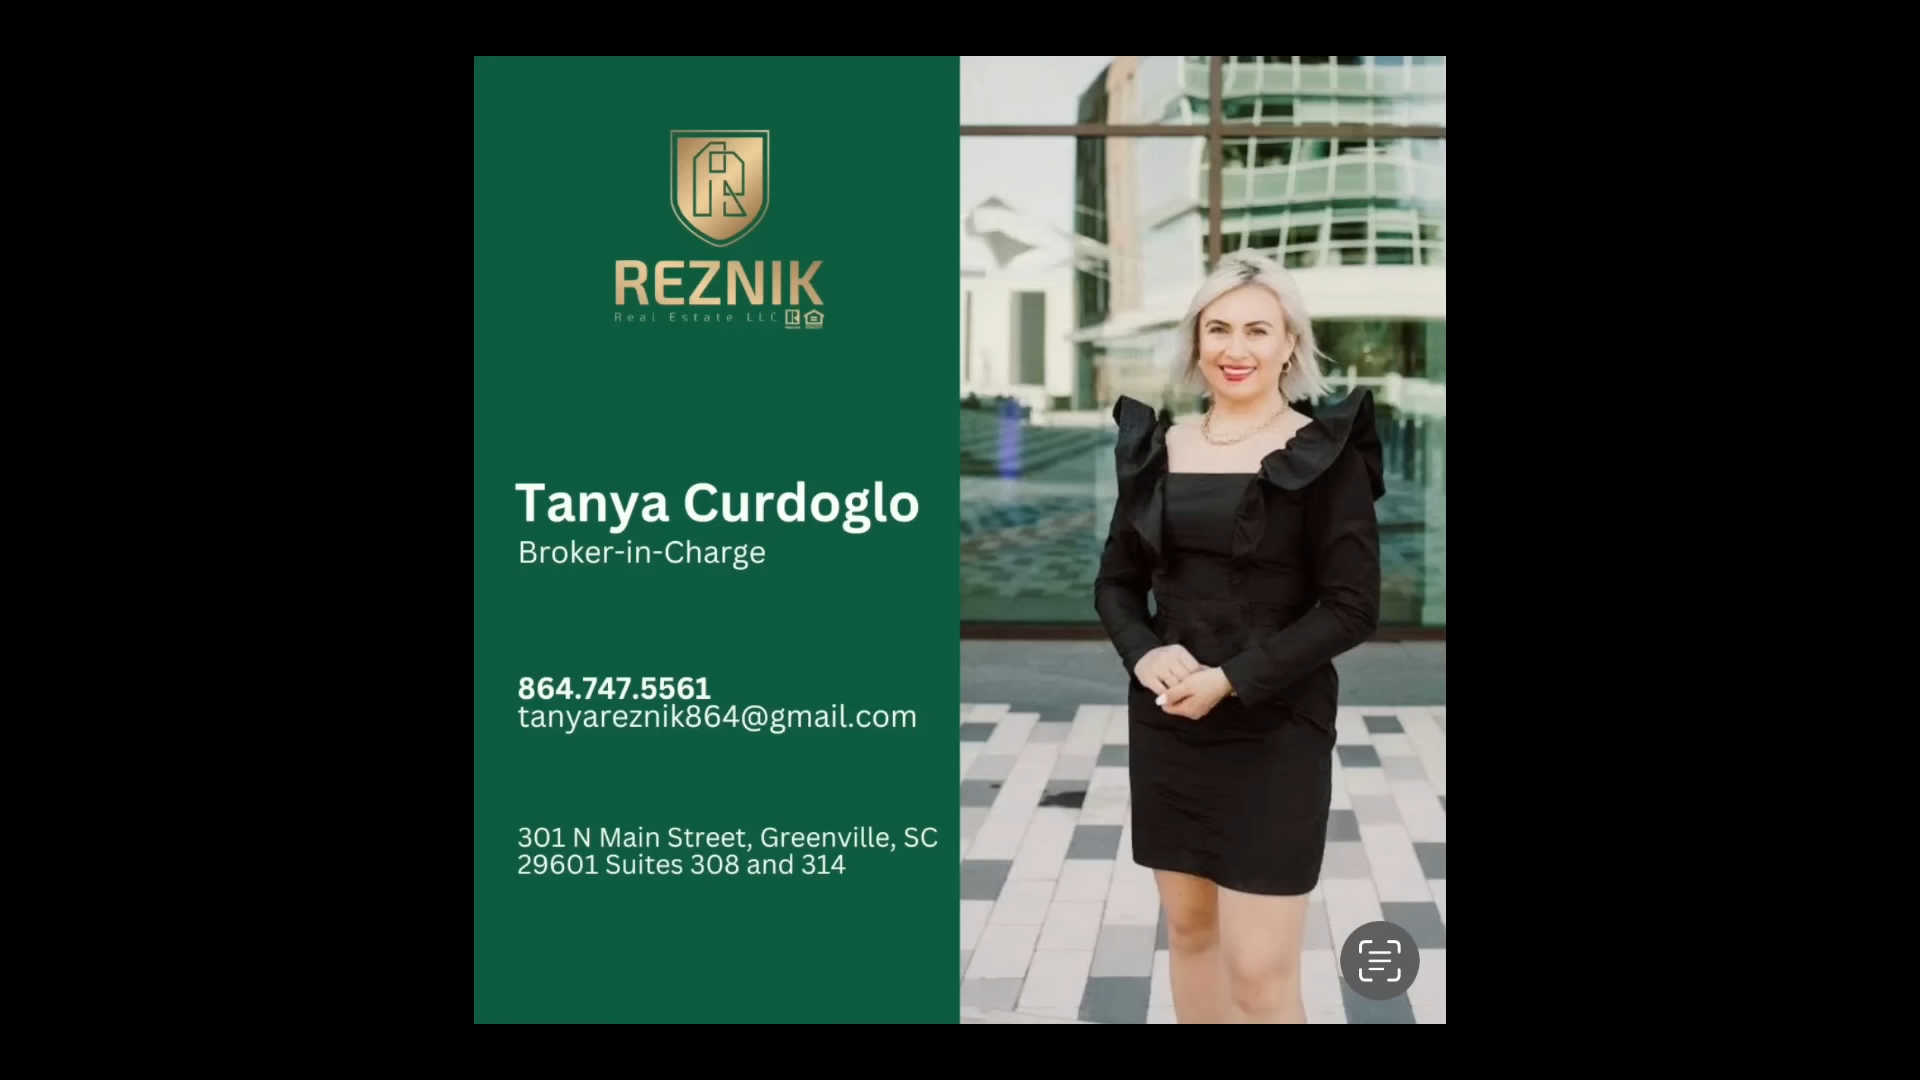 REZNIK
Real Estate LLC
Tanya Curdoglo
Broker-in-Charge
864.747.5561
tanyareznik864@gmail.com
301 N Main Street, Greenville, SC
29601 Suites 308 and 314